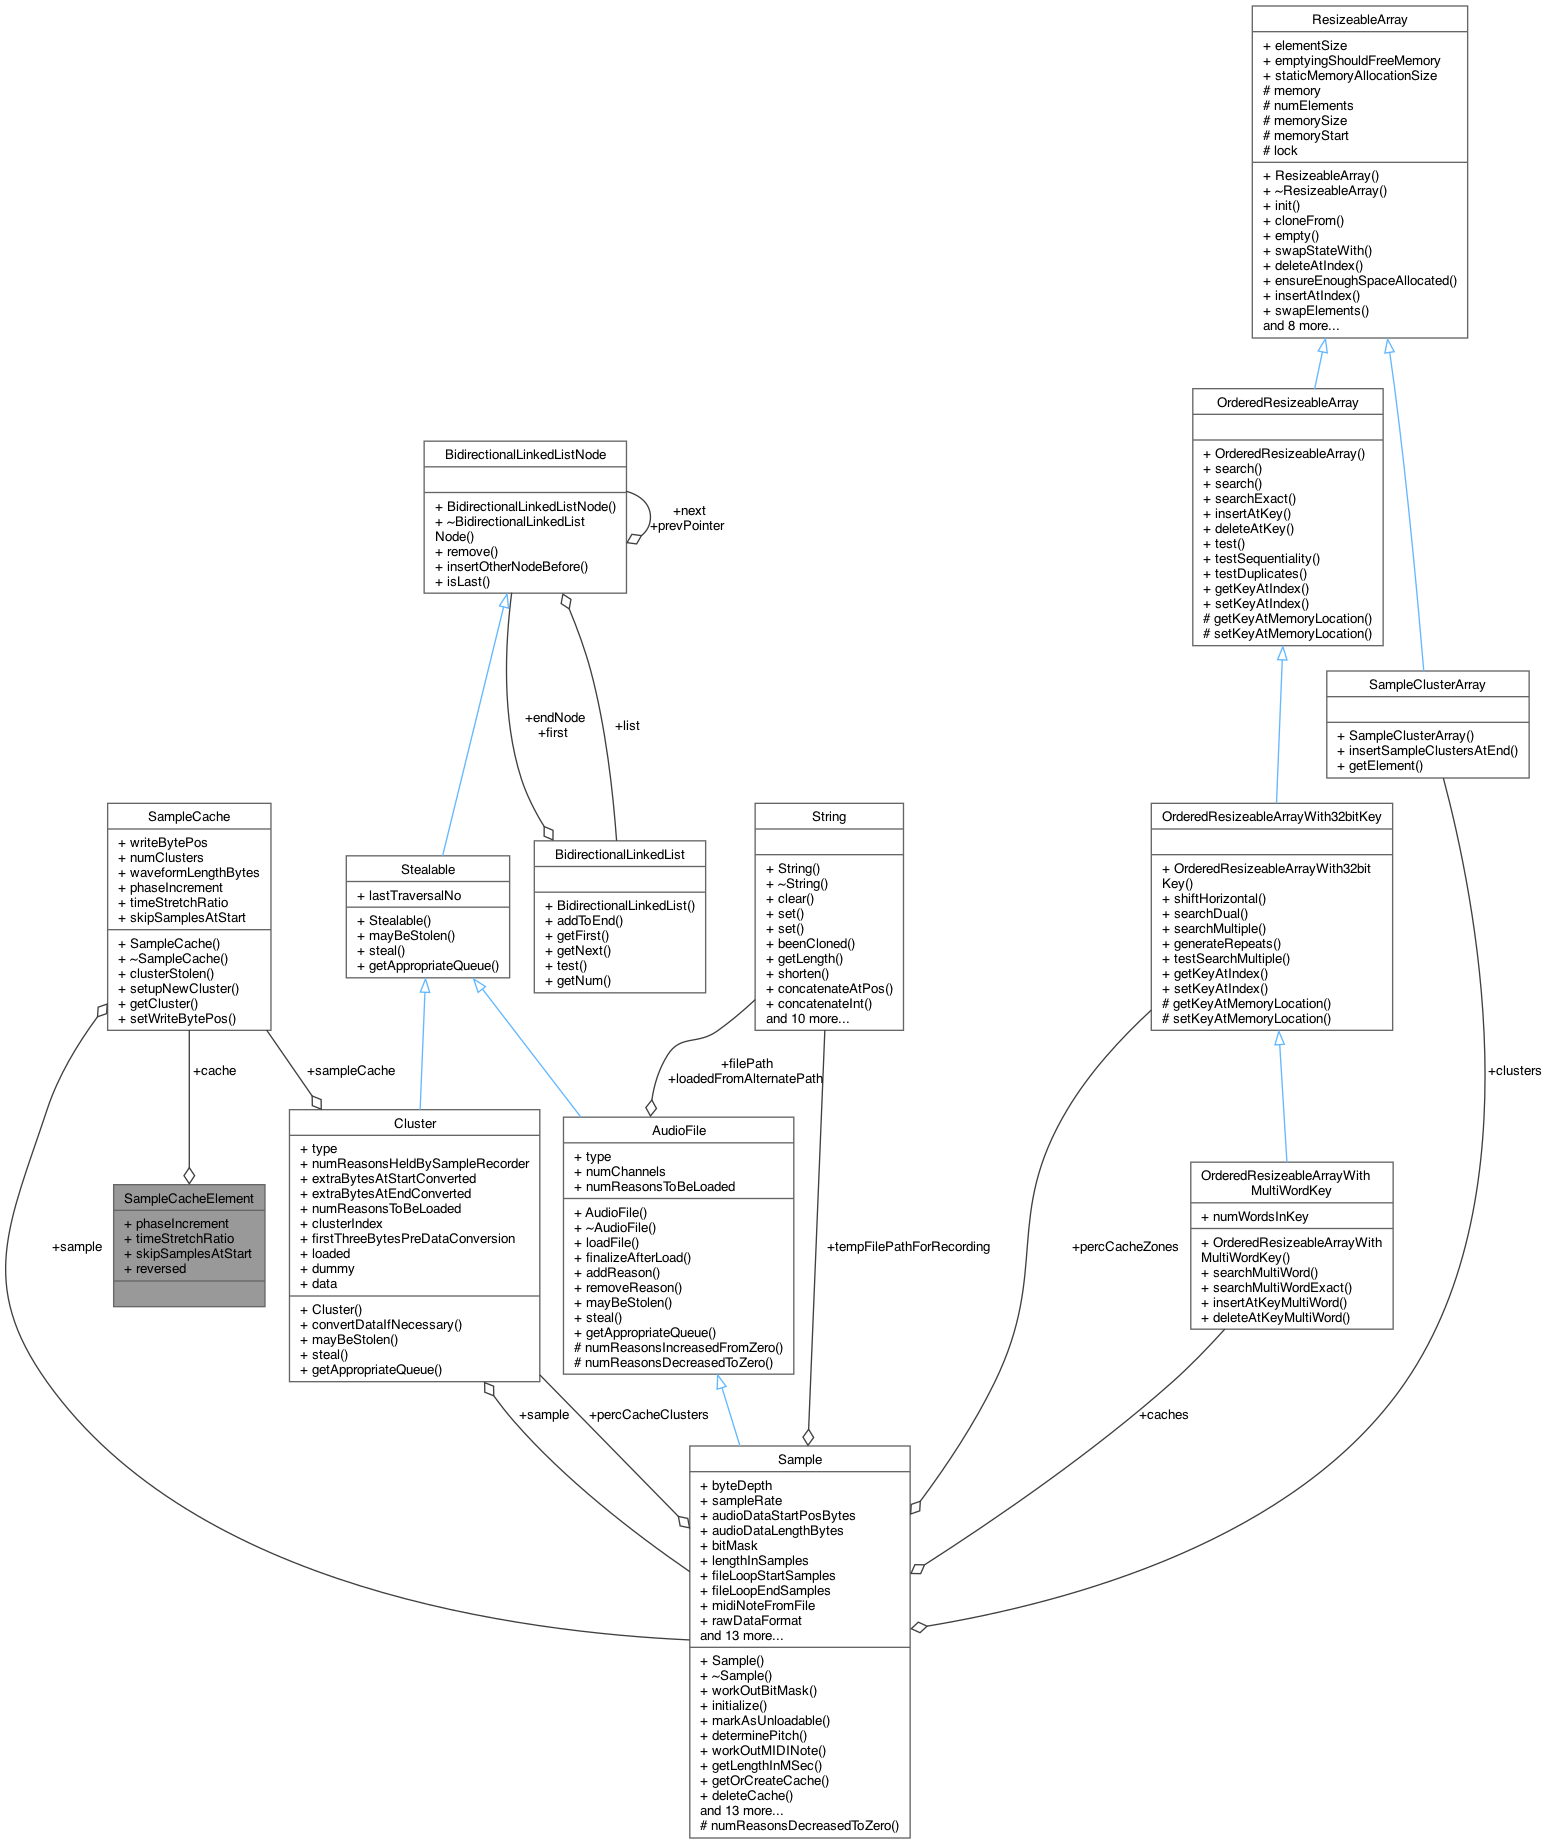 ResizeableArray
+ elementSize
+ emptyingShouldFreeMemory
+ staticMemoryAllocationSize
# memory
# numElements
# memorySize
# memoryStart
# lock
+ ResizeableArray()
+ ~ResizeableArray()
+ init()
+ cloneFrom()
+ empty()
+ swapStateWith()
+ deleteAtIndex()
+ ensureEnoughSpaceAllocated()
+ insertAtIndex()
+ swapElements()
and 8 more...
OrderedResizeableArray
+ OrderedResizeableArray()
+ search()
+ search()
+ searchExact()
+ insertAtKey()
+ deleteAtKey()
+ test()
+ testSequentiality()
+ testDuplicates()
+ getKeyAtIndex()
+ setKeyAtIndex()
# getKeyAtMemoryLocation()
# setKeyAtMemoryLocation()
BidirectionalLinkedListNode
+ BidirectionalLinkedListNode()
+ ~BidirectionalLinkedList
Node()
+ remove()
+ insertOtherNodeBefore()
+ isLast()
+next
+prevPointer
SampleClusterArray
+ SampleClusterArray()
+ insertSampleClustersAtEnd()
+ getElement()
+endNode
+first
+list
SampleCache
+ writeBytePos
+ numClusters
+ waveformLengthBytes
+ phaseIncrement
+ timeStretchRatio
+ skipSamplesAtStart
+ SampleCache()
+ ~SampleCache()
+ clusterStolen()
+ setupNewCluster()
+ getCluster()
+ setWriteBytePos()
Stealable
+ lastTraversalNo
+ Stealable()
+ mayBeStolen()
+ steal()
+ getAppropriateQueue()
BidirectionalLinkedList
+ BidirectionalLinkedList()
+ addToEnd()
+ getFirst()
+ getNext()
+ test()
+ getNum()
String
+ String()
+ ~String()
+ clear()
+ set()
+ set()
+ beenCloned()
+ getLength()
+ shorten()
+ concatenateAtPos()
+ concatenateInt()
and 10 more...
OrderedResizeableArrayWith32bitKey
+ OrderedResizeableArrayWith32bit
Key()
+ shiftHorizontal()
+ searchDual()
+ searchMultiple()
+ generateRepeats()
+ testSearchMultiple()
+ getKeyAtIndex()
+ setKeyAtIndex()
# getKeyAtMemoryLocation()
# setKeyAtMemoryLocation()
+cache
+sampleCache
+filePath
+loadedFromAlternatePath
+clusters
Cluster
+ type
+ numReasonsHeldBySampleRecorder
+ extraBytesAtStartConverted
+ extraBytesAtEndConverted
+ numReasonsToBeLoaded
+ clusterIndex
+ firstThreeBytesPreDataConversion
+ loaded
+ dummy
+ data
+ Cluster()
+ convertDataIfNecessary()
+ mayBeStolen()
+ steal()
+ getAppropriateQueue()
AudioFile
+ type
+ numChannels
+ numReasonsToBeLoaded
+ AudioFile()
+ ~AudioFile()
+ loadFile()
+ finalizeAfterLoad()
+ addReason()
+ removeReason()
+ mayBeStolen()
+ steal()
+ getAppropriateQueue()
# numReasonsIncreasedFromZero()
# numReasonsDecreasedToZero()
OrderedResizeableArrayWith
MultiWordKey
+ numWordsInKey
+ OrderedResizeableArrayWith
MultiWordKey()
+ searchMultiWord()
+ searchMultiWordExact()
+ insertAtKeyMultiWord()
+ deleteAtKeyMultiWord()
SampleCacheElement
+ phaseIncrement
+ timeStretchRatio
+ skipSamplesAtStart
+ reversed
+sample
+tempFilePathForRecording
+percCacheZones
+sample
+percCacheClusters
+caches
Sample
+ byteDepth
+ sampleRate
+ audioDataStartPosBytes
+ audioDataLengthBytes
+ bitMask
+ lengthInSamples
+ fileLoopStartSamples
+ fileLoopEndSamples
+ midiNoteFromFile
+ rawDataFormat
and 13 more...
+ Sample()
+ ~Sample()
+ workOutBitMask()
+ initialize()
+ markAsUnloadable()
+ determinePitch()
+ workOutMIDINote()
+ getLengthInMSec()
+ getOrCreateCache()
+ deleteCache()
and 13 more...
# numReasonsDecreasedToZero()